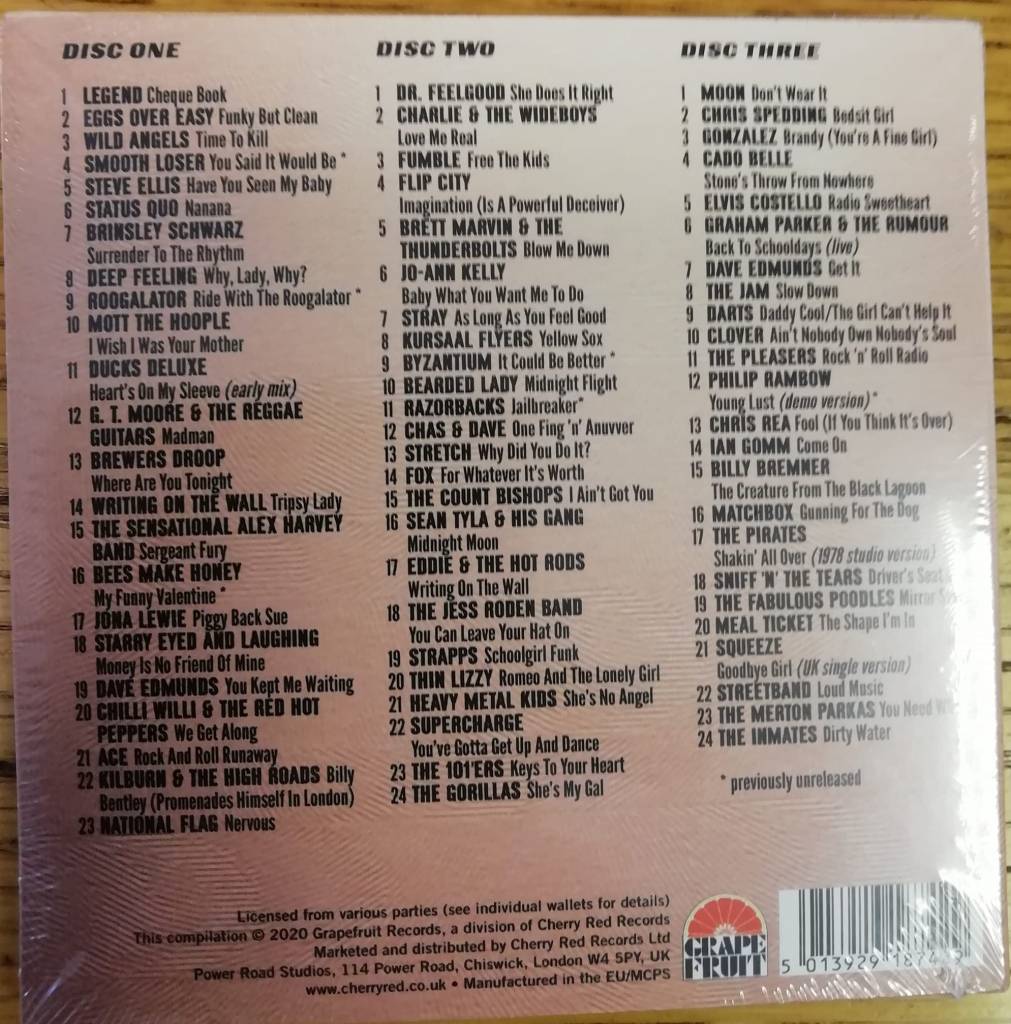 DISC ONE
1 LEGEND Cheque Book
2 EGGS OVER EASY Funky But Clean
3 WILD ANGELS Time To Kill
4 SMOOTH LOSER You Said It Would Be *
5 STEVE ELLIS Have You Seen My Baby
6 STATUS QUO Nanana
7 BRINSLEY SCHWARZ
Surrender To The Rhythm
8 DEEP FEELING Why, Lady, Why?
9 ROOGALATOR Ride With The Roogalator *
10 MOTT THE HOOPLE
I Wish I Was Your Mother
11 DUCKS DELUXE
Heart's On My Sleeve (early mix)
12 G. T. MOORE & THE REGGAE
GUITARS Madman
13 BREWERS DROOP
Where Are You Tonight
14 WRITING ON THE WALL Tripsy Lady
15 THE SENSATIONAL ALEX HARVEY
BAND Sergeant Fury
16 BEES MAKE HONEY
My Funny Valentine *
17 JONA LEWIE Piggy Back Sue
18 STARRY EYED AND LAUGHING
Money Is No Friend Of Mine
19 DAVE EDMUNDS You Kept Me Waiting
20 CHILLI WILLI & THE RED HOT
PEPPERS We Get Along
21 ACE Rock And Roll Runaway
22 KILBURN & THE HIGH ROADS Billy
Bentley (Promenades Himself In London)
23 NATIONAL FLAG Nervous
DISC TWO
1 DR. FEELGOOD She Does It Right
2 CHARLIE & THE WIDEBOYS
Love Me Real
3 FUMBLE Free The Kids
4 FLIP CITY
Imagination (Is A Powerful Deceiver)
5 BRETT MARVIN & THE
THUNDERBOLTS Blow Me Down
6 JO-ANN KELLY
Baby What You Want Me To Do
7 STRAY As Long As You Feel Good
8 KURSAAL FLYERS Yellow Sox
9 BYZANTIUM It Could Be Better *
10 BEARDED LADY Midnight Flight
11 RAZORBACKS Jailbreaker*
12 CHAS & DAVE One Fing 'n' Anuvver
13 STRETCH Why Did You Do It?
14 FOX For Whatever It's Worth
15 THE COUNT BISHOPS I Ain't Got You
16 SEAN TYLA & HIS GANG
Midnight Moon
17 EDDIE & THE HOT RODS
Writing On The Wall
18 THE JESS RODEN BAND
You Can Leave Your Hat On
19 STRAPPS Schoolgirl Funk
20 THIN LIZZY Romeo And The Lonely Girl
21 HEAVY METAL KIDS She's No Angel
22 SUPERCHARGE
You've Gotta Get Up And Dance
23 THE 101'ERS Keys To Your Heart
24 THE GORILLAS She's My Gal
DISC THREE
1 MOON Don't Wear It
2 CHRIS SPEDDING Bedsit Girl
3 GONZALEZ Brandy (You're A Fine Girl)
4 CADO BELLE
Stone's Throw From Nowhere
5 ELVIS COSTELLO Radio Sweetheart
6 GRAHAM PARKER & THE RUMOUR
Back To Schooldays (live)
7 DAVE EDMUNDS Get It
8 THE JAM Slow Down
9 DARTS Daddy Cool/The Girl Can't Help It
10 CLOVER Ain't Nobody Own Nobody's Soul
11 THE PLEASERS Rock 'n' Roll Radio
12 PHILIP RAMBOW
Young Lust (demo version)*
13 CHRIS REA Fool (If You Think It's Over)
14 IAN GOMM Come On
15 BILLY BREMNER
The Creature From The Black Lagoon
16 MATCHBOX Gunning For The Dog
17 THE PIRATES
Shakin' All Over (1978 studio version)
18 SNIFF 'N' THE TEARS Driver's Seat
19 THE FABULOUS POODLES Mirror
20 MEAL TICKET The Shape I'm In
21 SQUEEZE
Goodbye Girl (UK single version)
22 STREETBAND Loud Music
23 THE MERTON PARKAS You Need
24 THE INMATES Dirty Water
* previously unreleased
Licensed from various parties (see individual wallets for details)
This compilation © 2020 Grapefruit Records, a division of Cherry Red Records
Marketed and distributed by Cherry Red Records Ltd
Power Road Studios, 114 Power Road, Chiswick, London W4 5PY, UK
www.cherryred.co.uk • Manufactured in the EU/MCPS
GRAPE
FRUIT
5 013929